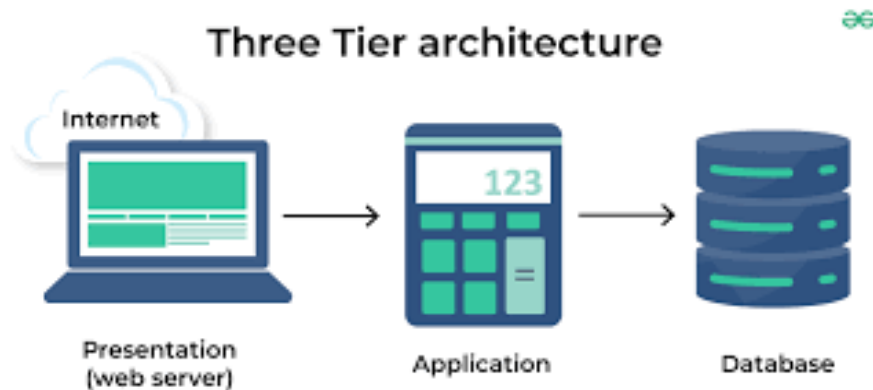 Three Tier architecture
Internet
123
=
Presentation
(web server)
Application
Database